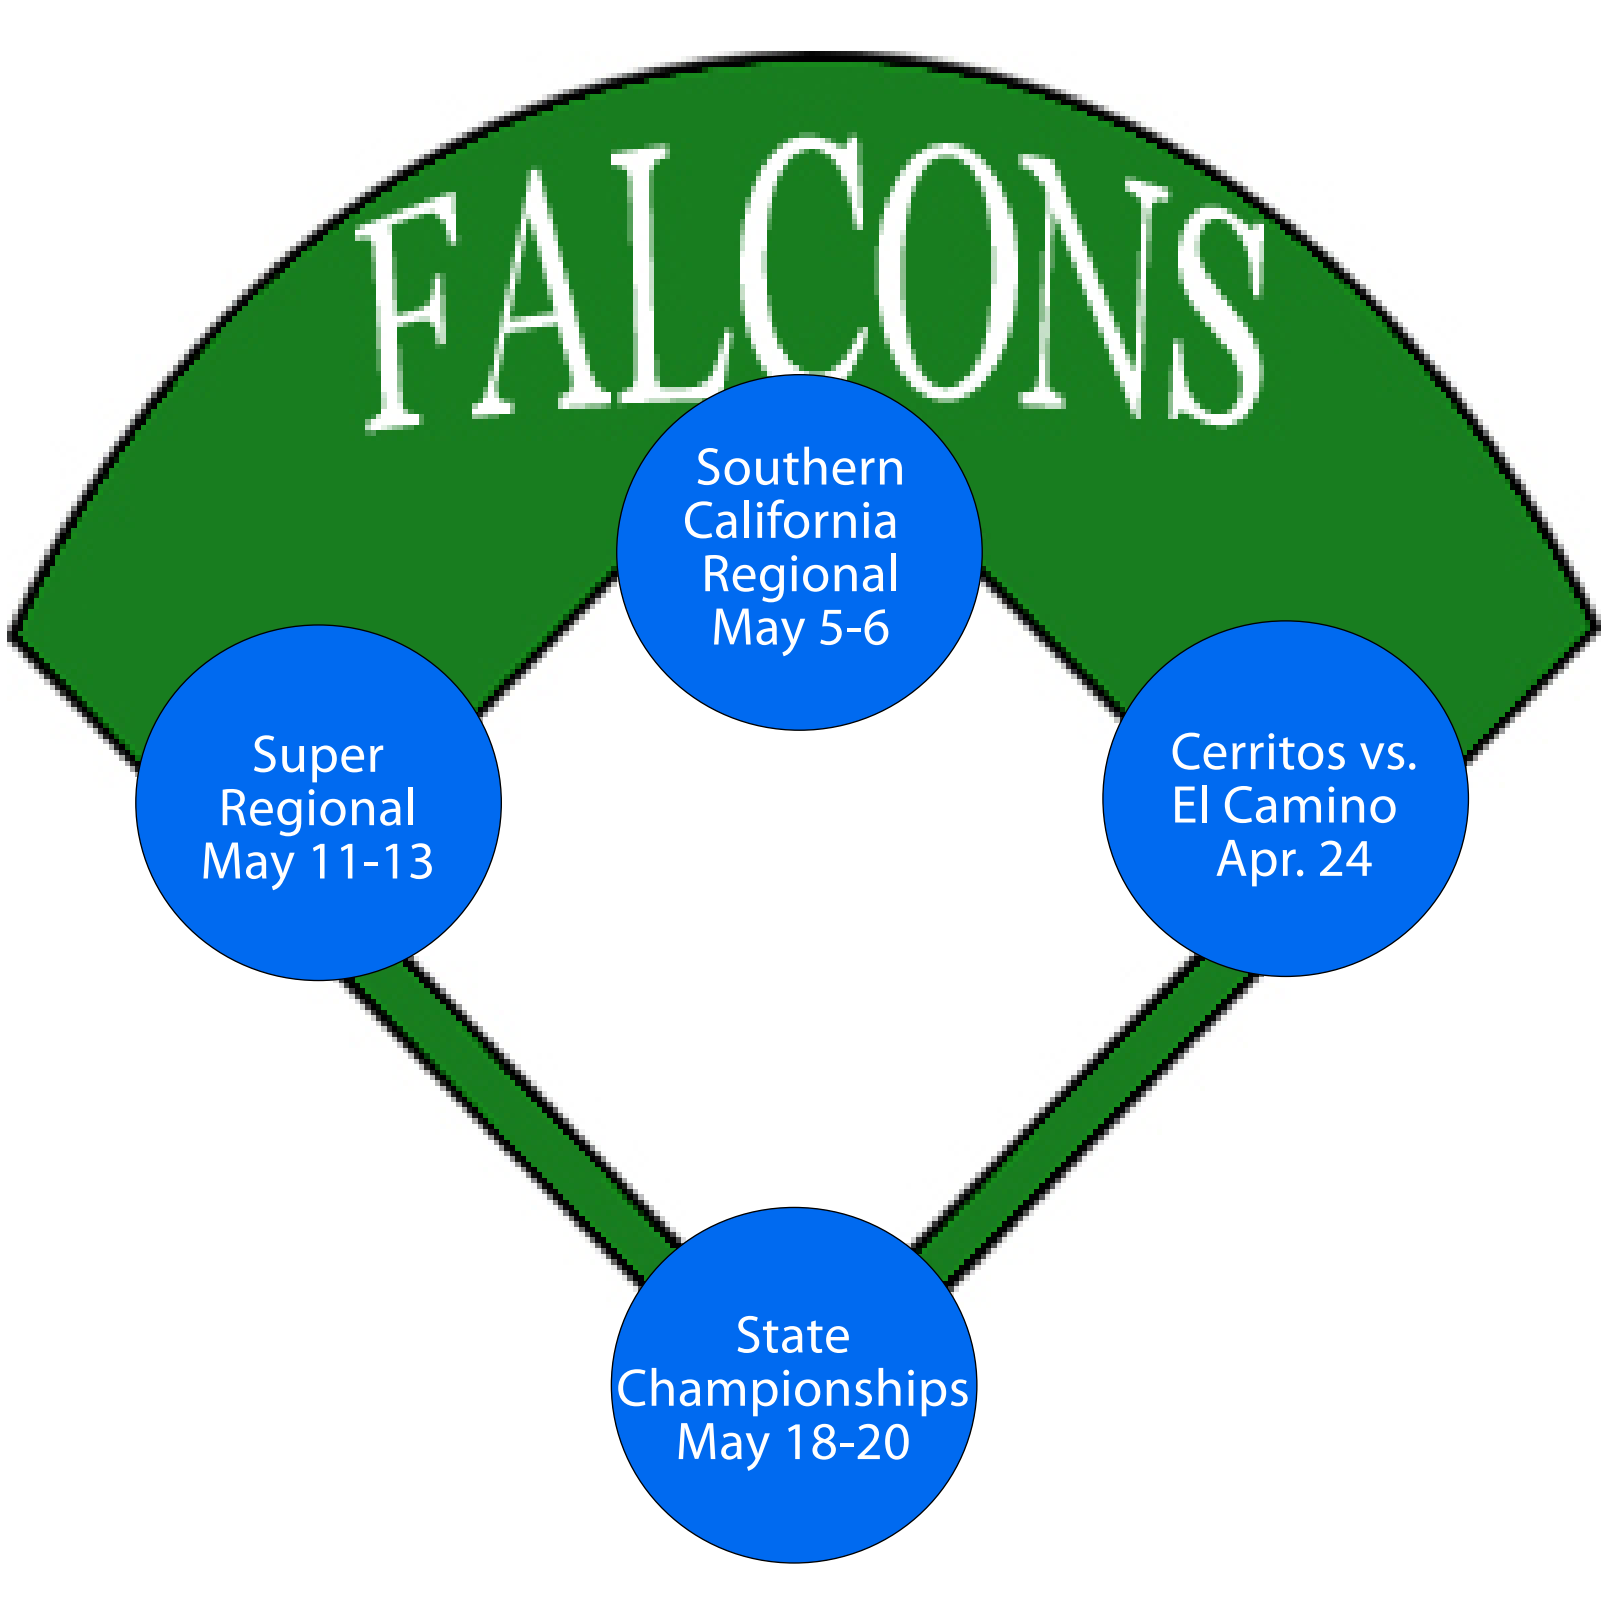 FALCONS
Southern
California
Regional
May 5-6
Super
Regional
May 11-13
Cerritos vs.
El Camino
Apr. 24
State
Championships
May 18-20